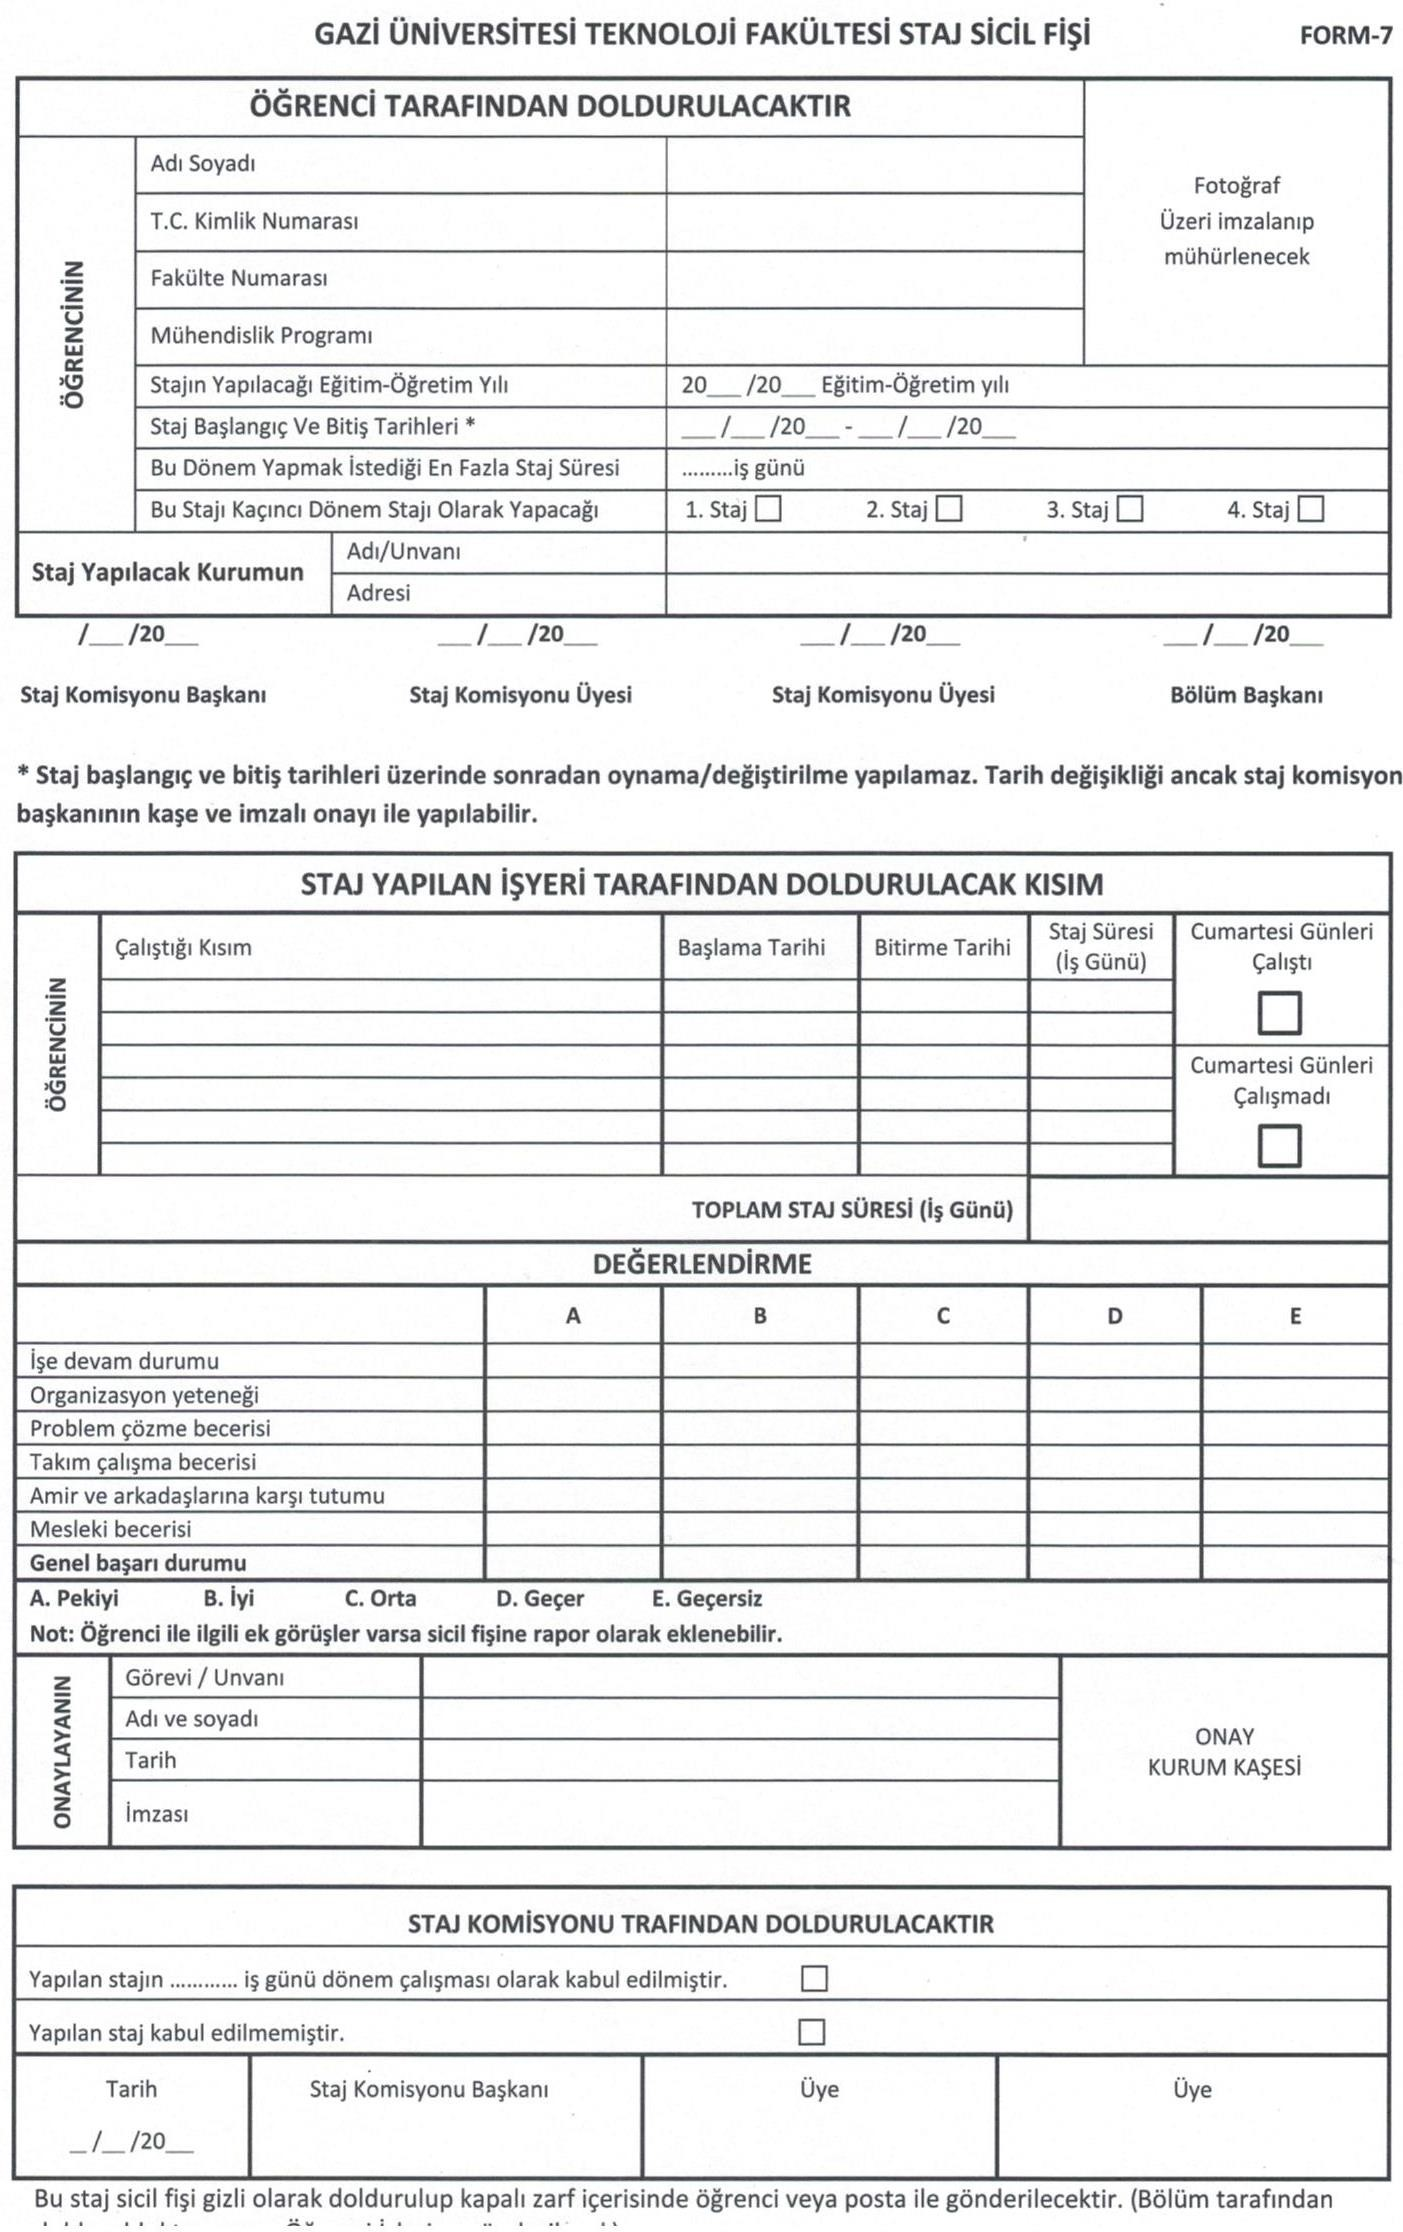 GAZİ ÜNİVERSİTESİ TEKNOLOJİ FAKÜLTESİ STAJ SİCİL FİŞİ FORM-7
ÖĞRENCİ TARAFINDAN DOLDURULACAKTIR
Fotoğraf
Üzeri imzalanıp
mühürlenecek
ÖĞRENCİNİN
Adı Soyadı
T.C. Kimlik Numarası
Fakülte Numarası
Mühendislik Programı
Stajın Yapılacağı Eğitim-Öğretim Yılı 20___ /20___ Eğitim-Öğretim yılı
Staj Başlangıç Ve Bitiş Tarihleri * ___ /___ /20___ - ___ /___ /20___
Bu Dönem Yapmak İstediği En Fazla Staj Süresi .........iş günü
Bu Stajı Kaçıncı Dönem Stajı Olarak Yapacağı 1. Staj 2. Staj 3. Staj 4. Staj
Staj Yapılacak Kurumun
Adı/Unvanı
Adresi
/___ /20___ ___ /___ /20___ ___ /___ /20___ ___ /___ /20___
Staj Komisyonu Başkanı Staj Komisyonu Üyesi Staj Komisyonu Üyesi Bölüm Başkanı
* Staj başlangıç ve bitiş tarihleri üzerinde sonradan oynama/değiştirilme yapılamaz. Tarih değişikliği ancak staj komisyon
başkanının kaşe ve imzalı onayı ile yapılabilir.
STAJ YAPILAN İŞYERİ TARAFINDAN DOLDURULACAK KISIM
ÖĞRENCİNİN
Çalıştığı Kısım Başlama Tarihi Bitirme Tarihi Staj Süresi
(İş Günü)
Cumartesi Günleri
Çalıştı
Cumartesi Günleri
Çalışmadı
TOPLAM STAJ SÜRESİ (İş Günü)
DEĞERLENDİRME
A B C D E
İşe devam durumu
Organizasyon yeteneği
Problem çözme becerisi
Takım çalışma becerisi
Amir ve arkadaşlarına karşı tutumu
Mesleki becerisi
Genel başarı durumu
A. Pekiyi B. İyi C. Orta D. Geçer E. Geçersiz
Not: Öğrenci ile ilgili ek görüşler varsa sicil fişine rapor olarak eklenebilir.
ONAYLAYANIN
Görevi / Unvanı
Adı ve soyadı
Tarih
İmzası
ONAY
KURUM KAŞESİ
STAJ KOMİSYONU TRAFINDAN DOLDURULACAKTIR
Yapılan stajın ............ iş günü dönem çalışması olarak kabul edilmiştir.
Yapılan staj kabul edilmemiştir.
Tarih Staj Komisyonu Başkanı Üye Üye
_ /__ /20___
Bu staj sicil fişi gizli olarak doldurulup kapalı zarf içerisinde öğrenci veya posta ile gönderilecektir. (Bölüm tarafından